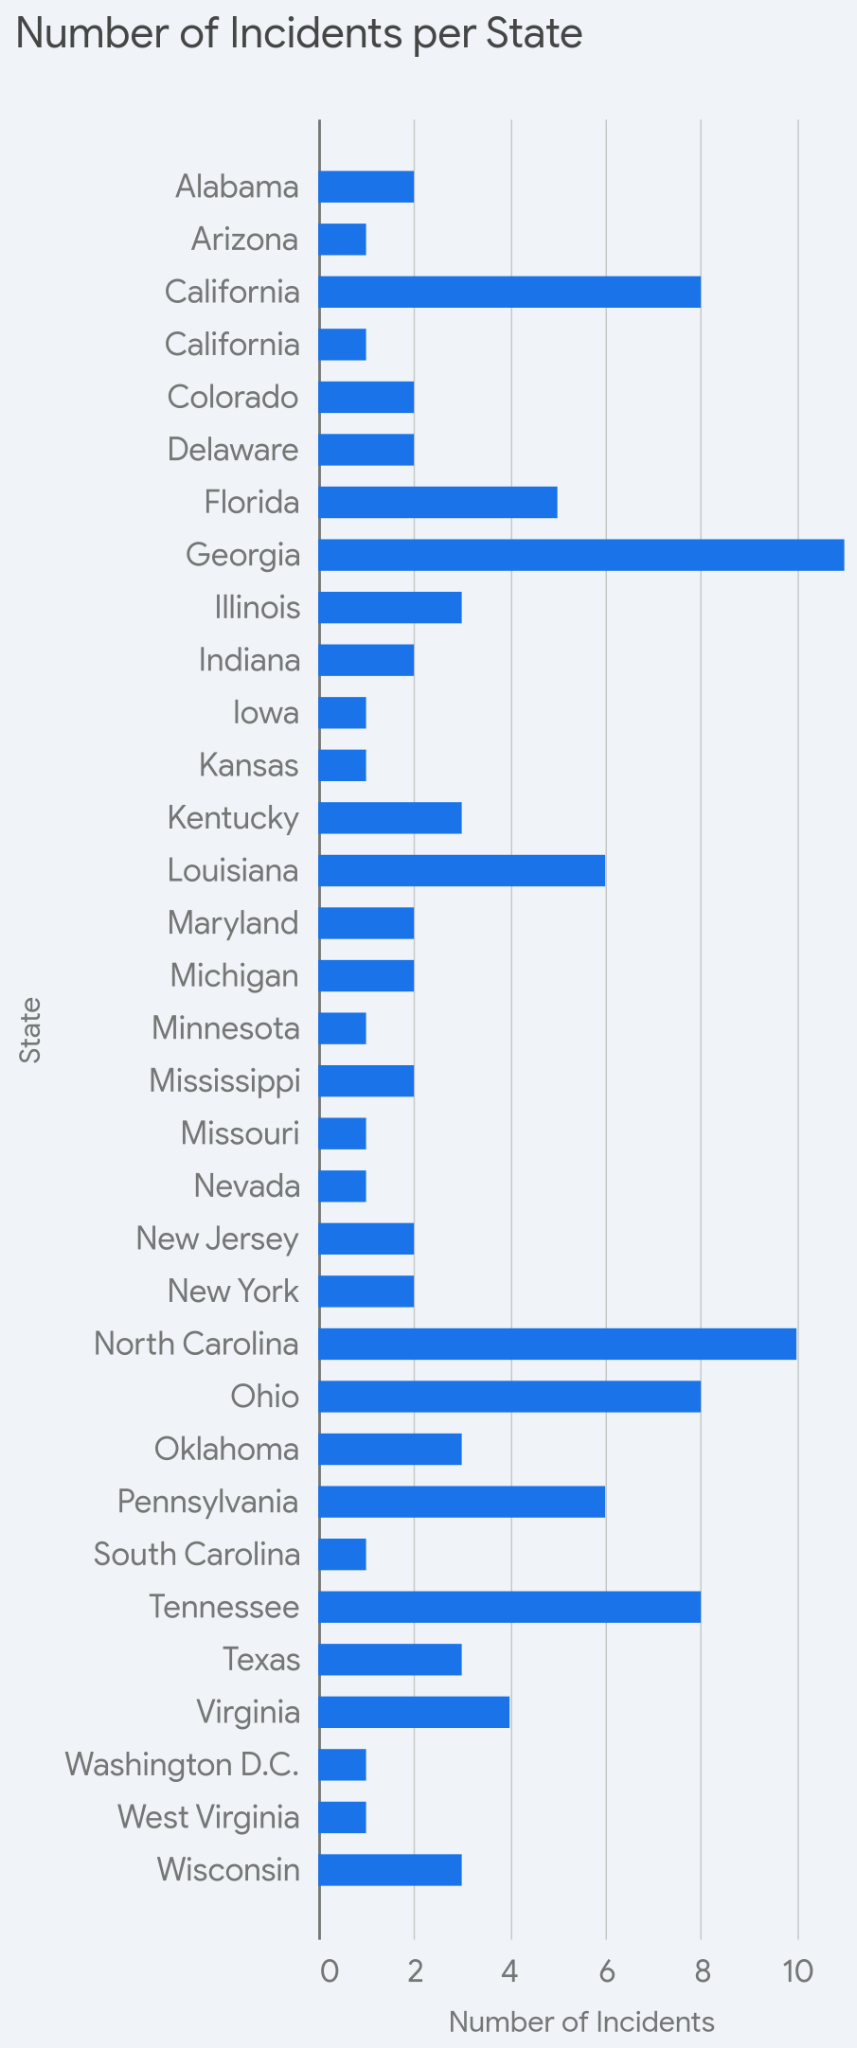 Number of Incidents per State
Alabama
Arizona
California
California
Colorado
Delaware
Florida
Georgia
Illinois
Indiana
Iowa
Kansas
Kentucky
Louisiana
Maryland
Michigan
Minnesota
Mississippi
Missouri
Nevada
New Jersey
New York
North Carolina
Ohio
Oklahoma
Pennsylvania
South Carolina
Tennessee
Texas
Virginia
Washington D.C.
West Virginia
Wisconsin
State
0 2 4 6 8 10
Number of Incidents